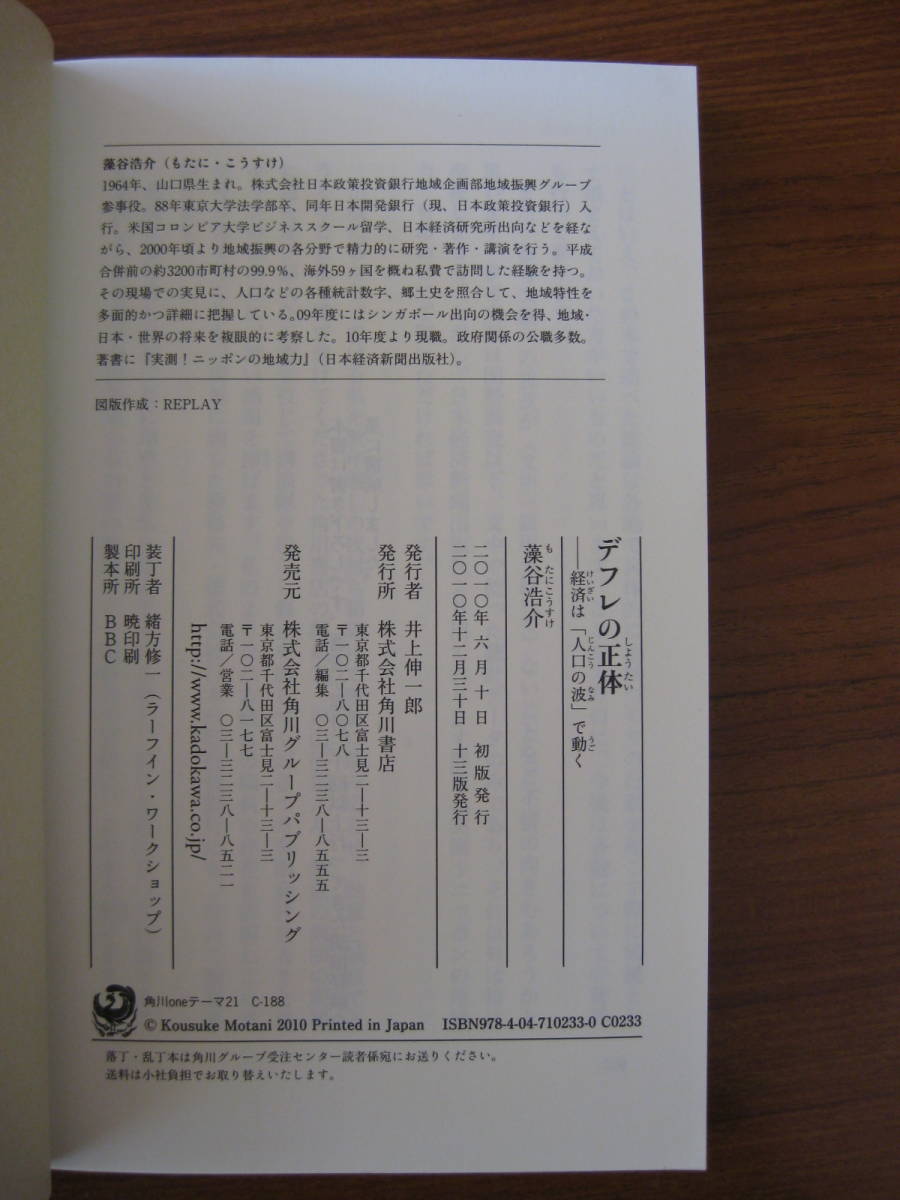 藻谷浩介（もたに・こうすけ）
1964年、山口県生まれ。株式会社日本政策投資銀行地域企画部地域振興グループ
参事役。88年東京大学法学部卒、同年日本開発銀行（現、日本政策投資銀行）入
行。米国コロンビア大学ビジネススクール留学、日本経済研究所出向などを経な
がら、2000年頃より地域振興の各分野で精力的に研究・著作・講演を行う。平成
合併前の約3200市町村の99.9%、海外59ヶ国を概ね私費で訪問した経験を持つ。
その現場での実見に、人口などの各種統計数字、郷土史を照合して、地域特性を
多面的かつ詳細に把握している。09年度にはシンガポール出向の機会を得、地域・
日本・世界の将来を複眼的に考察した。10年度より現職。政府関係の公職多数。
著書に『実測！ニッポンの地域力』（日本経済新聞出版社）。
図版作成：REPLAY
デフレの正体
しょうたい
――経済は「人口の波」で動く
けいざい じんこう なみ うご
藻谷浩介
もたにこうすけ
二〇一〇年六月十日 初版発行
二〇一〇年十二月三十日 十三版発行
発行者 井上伸一郎
発行所 株式会社角川書店
東京都千代田区富士見二―十三―三
〒一〇二―八〇七八
電話／編集 〇三―三二三八―八五五五
発売元 株式会社角川グループパブリッシング
東京都千代田区富士見二―十三―三
〒一〇二―八一七七
電話／営業 〇三―三二三八―八五二一
http://www.kadokawa.co.jp/
装丁者 緒方修一（ラーフイン・ワークショップ）
印刷所 暁印刷
製本所 BBC
角川oneテーマ21 C-188
© Kousuke Motani 2010 Printed in Japan ISBN978-4-04-710233-0 C0233
落丁・乱丁本は角川グループ受注センター読者係宛にお送りください。
送料は小社負担でお取り替えいたします。